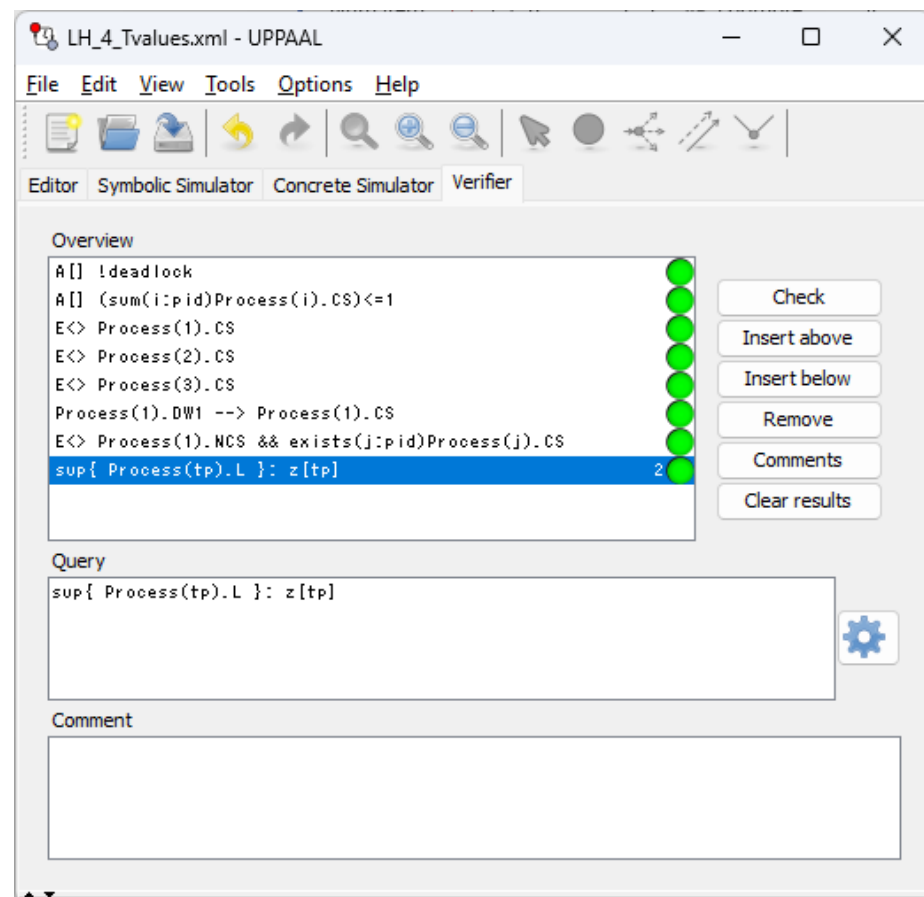 LH_4_Tvalues.xml - UPPAAL
File Edit View Tools Options Help
Editor Symbolic Simulator Concrete Simulator Verifier
Overview
A[] !deadlock
A[] (sum(i:pid)Process(i).CS)<=1
E<> Process(1).CS
E<> Process(2).CS
E<> Process(3).CS
Process(1).DW1 --> Process(1).CS
E<> Process(1).NCS && exists(j:pid)Process(j).CS
sup{ Process(tp).L }: z[tp] 2
Check
Insert above
Insert below
Remove
Comments
Clear results
Query
sup{ Process(tp).L }: z[tp]
Comment